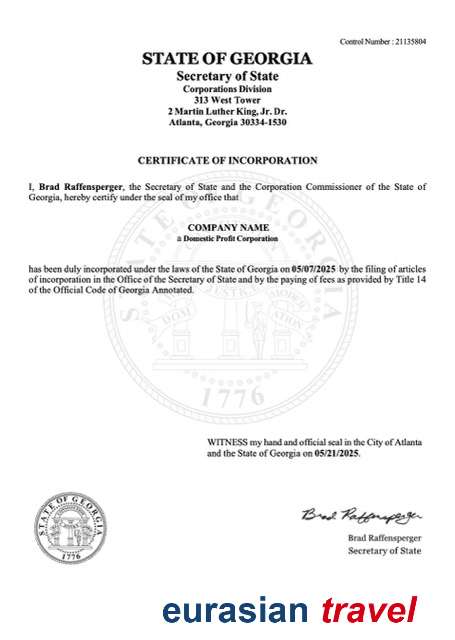 Control Number : 21135804
STATE OF GEORGIA
Secretary of State
Corporations Division
313 West Tower
2 Martin Luther King, Jr. Dr.
Atlanta, Georgia 30334-1530
CERTIFICATE OF INCORPORATION
I, Brad Raffensperger, the Secretary of State and the Corporation Commissioner of the State of
Georgia, hereby certify under the seal of my office that
COMPANY NAME
a Domestic Profit Corporation
has been duly incorporated under the laws of the State of Georgia on 05/07/2025 by the filing of articles
of incorporation in the Office of the Secretary of State and by the paying of fees as provided by Title 14
of the Official Code of Georgia Annotated.
STATE OF GEORGIA
JUSTICE
1776
WITNESS my hand and official seal in the City of Atlanta
and the State of Georgia on 05/21/2025.
STATE OF GEORGIA
1776
Brad Raffensperger
Brad Raffensperger
Secretary of State
eurasian travel